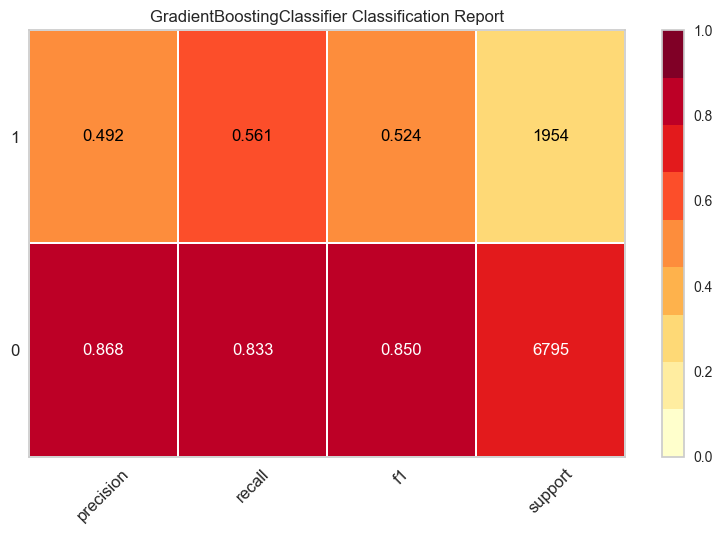 GradientBoostingClassifier Classification Report
1 0.492 0.561 0.524 1954
0 0.868 0.833 0.850 6795
precision recall f1 support
1.0
0.8
0.6
0.4
0.2
0.0